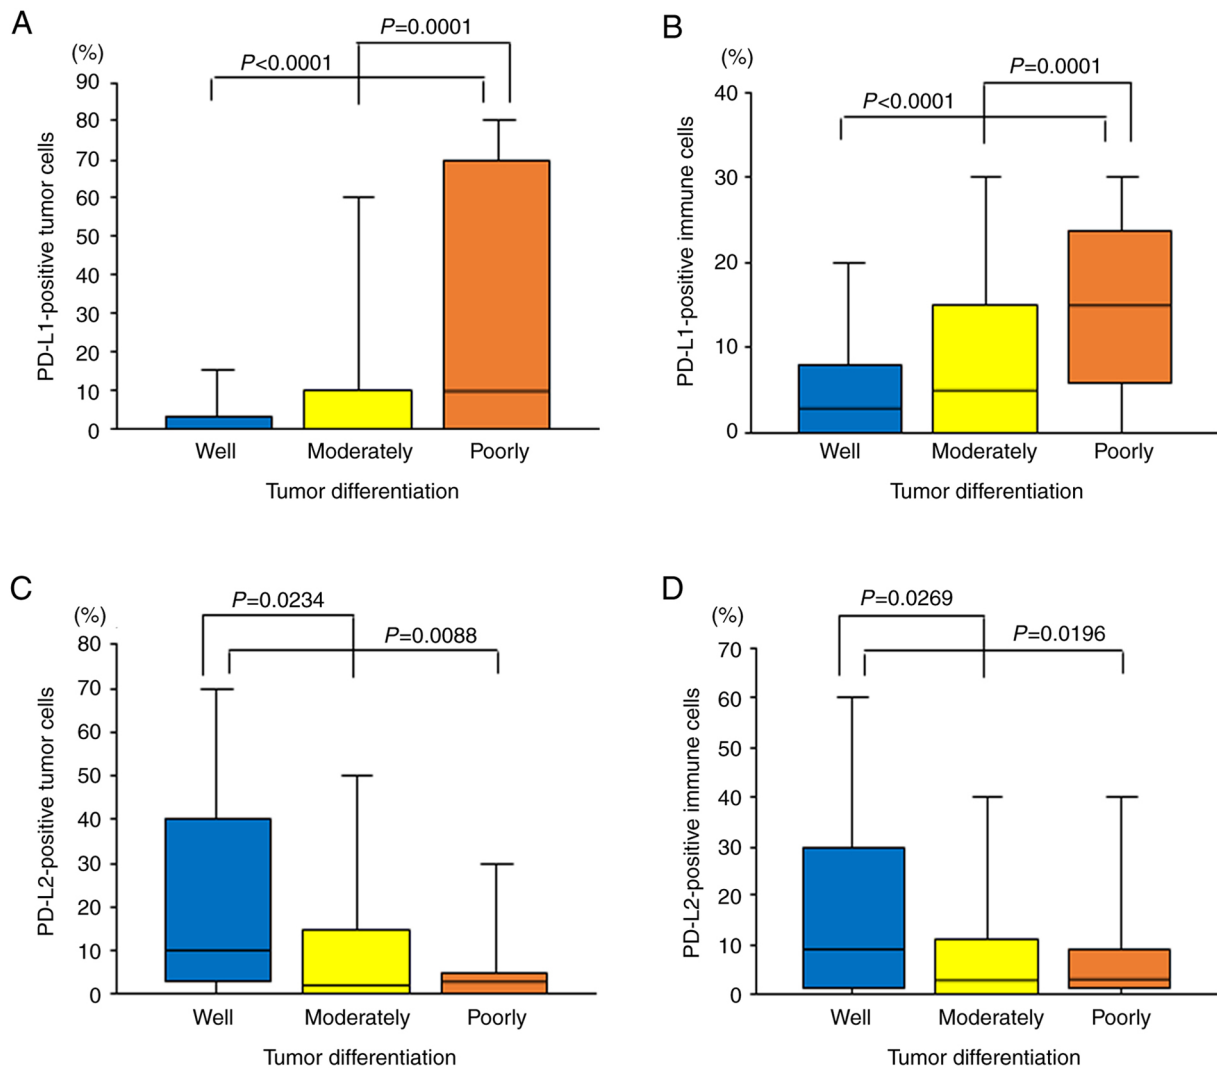 A
(%)
P=0.0001
P<0.0001
90
80
70
60
50
40
30
20
10
0
PD-L1-positive tumor cells
Well Moderately Poorly
Tumor differentiation
B
(%)
P=0.0001
P<0.0001
40
30
20
10
0
PD-L1-positive immune cells
Well Moderately Poorly
Tumor differentiation
C
(%)
P=0.0234
P=0.0088
80
70
60
50
40
30
20
10
0
PD-L2-positive tumor cells
Well Moderately Poorly
Tumor differentiation
D
(%)
P=0.0269
P=0.0196
70
60
50
40
30
20
10
0
PD-L2-positive immune cells
Well Moderately Poorly
Tumor differentiation